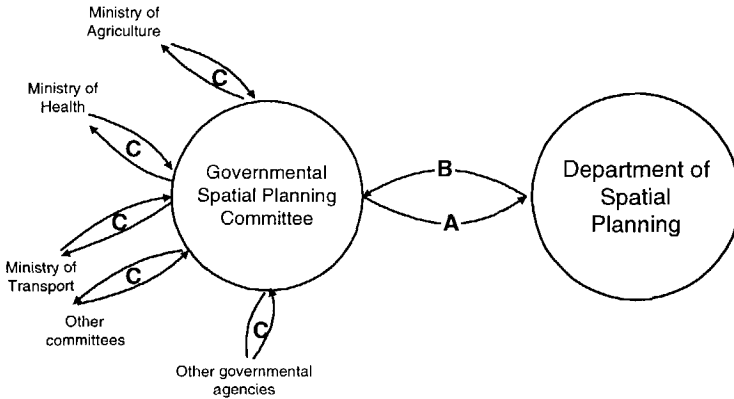 Ministry of
Agriculture
C
Ministry of
Health
C
Governmental
Spatial Planning
Committee
B
A
Department of
Spatial
Planning
C
Ministry of
Transport
C
Other
committees
C
Other governmental
agencies